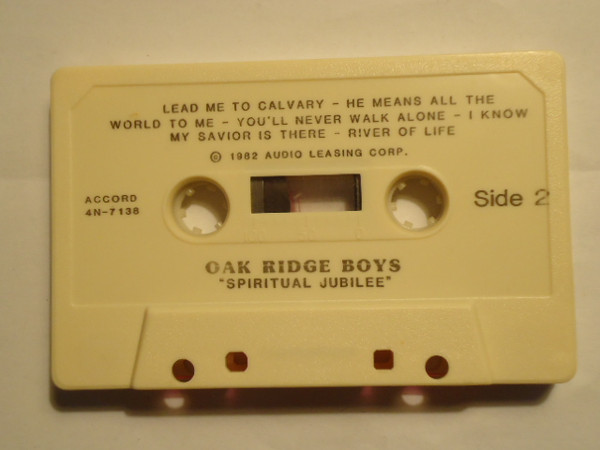 LEAD ME TO CALVARY – HE MEANS ALL THE
WORLD TO ME – YOU'LL NEVER WALK ALONE – I KNOW
MY SAVIOR IS THERE – RIVER OF LIFE
© 1982 AUDIO LEASING CORP.
ACCORD
4N-7138
Side 2
OAK RIDGE BOYS
"SPIRITUAL JUBILEE"